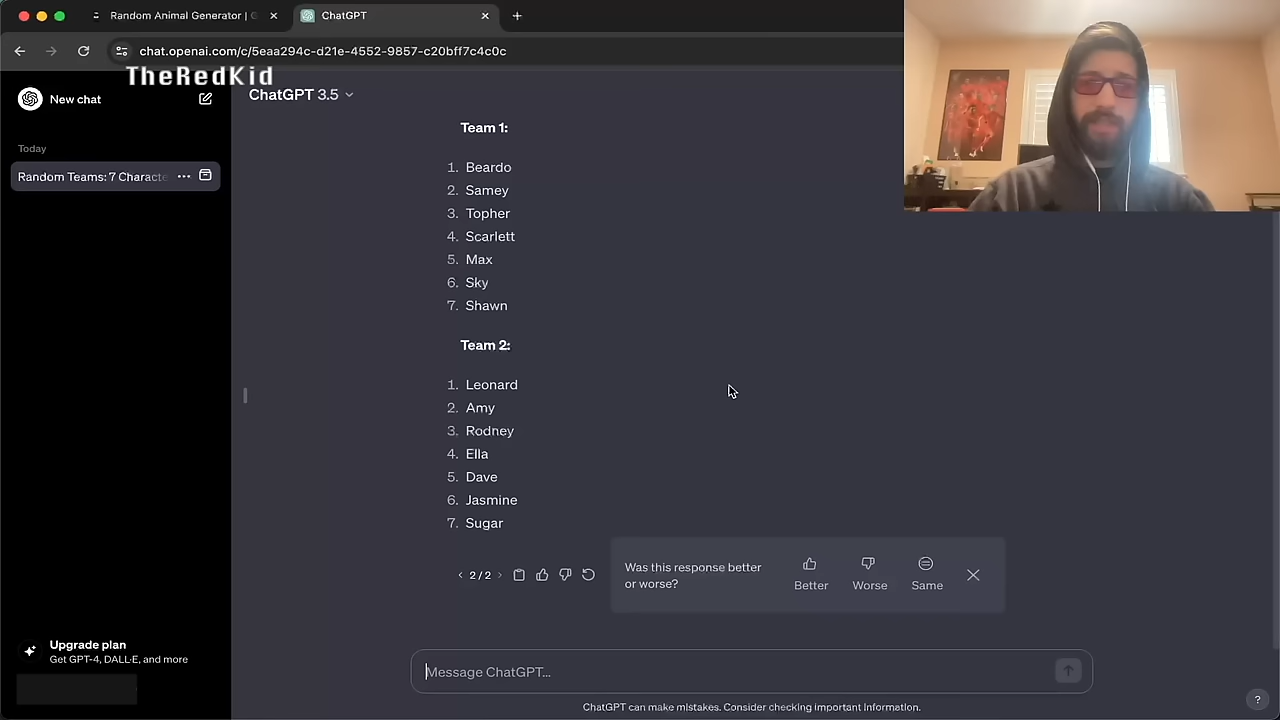 Random Animal Generator |
ChatGPT
chat.openai.com/c/5eaa294c-d21e-4552-9857-c20bff7c4c0c
TheRedKid
New chat
ChatGPT 3.5
Today
Random Teams: 7 Characte
Team 1:
1. Beardo
2. Samey
3. Topher
4. Scarlett
5. Max
6. Sky
7. Shawn
Team 2:
1. Leonard
2. Amy
3. Rodney
4. Ella
5. Dave
6. Jasmine
7. Sugar
2 / 2
Was this response better
or worse?
Better
Worse
Same
Upgrade plan
Get GPT-4, DALL·E, and more
Message ChatGPT...
ChatGPT can make mistakes. Consider checking important information.
?